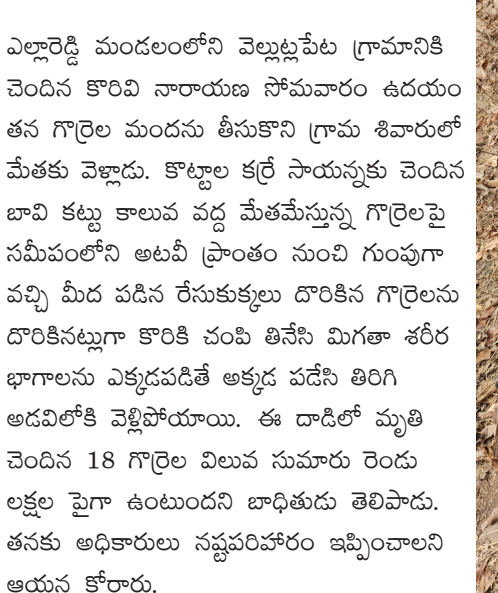 ఎల్లారెడ్డి మండలంలోని వెల్లుట్లపేట గ్రామానికి
చెందిన కొరివి నారాయణ సోమవారం ఉదయం
తన గొర్రెల మందను తీసుకొని గ్రామ శివారులో
మేతకు వెళ్లాడు. కొట్టాల కర్రే సాయన్నకు చెందిన
బావి కట్టు కాలువ వద్ద మేతమేస్తున్న గొర్రెలపై
సమీపంలోని అటవీ ప్రాంతం నుంచి గుంపుగా
వచ్చి మీద పడిన రేసుకుక్కలు దొరికిన గొర్రెలను
దొరికినట్లుగా కొరికి చంపి తినేసి మిగతా శరీర
భాగాలను ఎక్కడపడితే అక్కడ పడేసి తిరిగి
అడవిలోకి వెళ్లిపోయాయి. ఈ దాడిలో మృతి
చెందిన 18 గొర్రెల విలువ సుమారు రెండు
లక్షల పైగా ఉంటుందని బాధితుడు తెలిపాడు.
తనకు అధికారులు నష్టపరిహారం ఇప్పించాలని
ఆయన కోరారు.